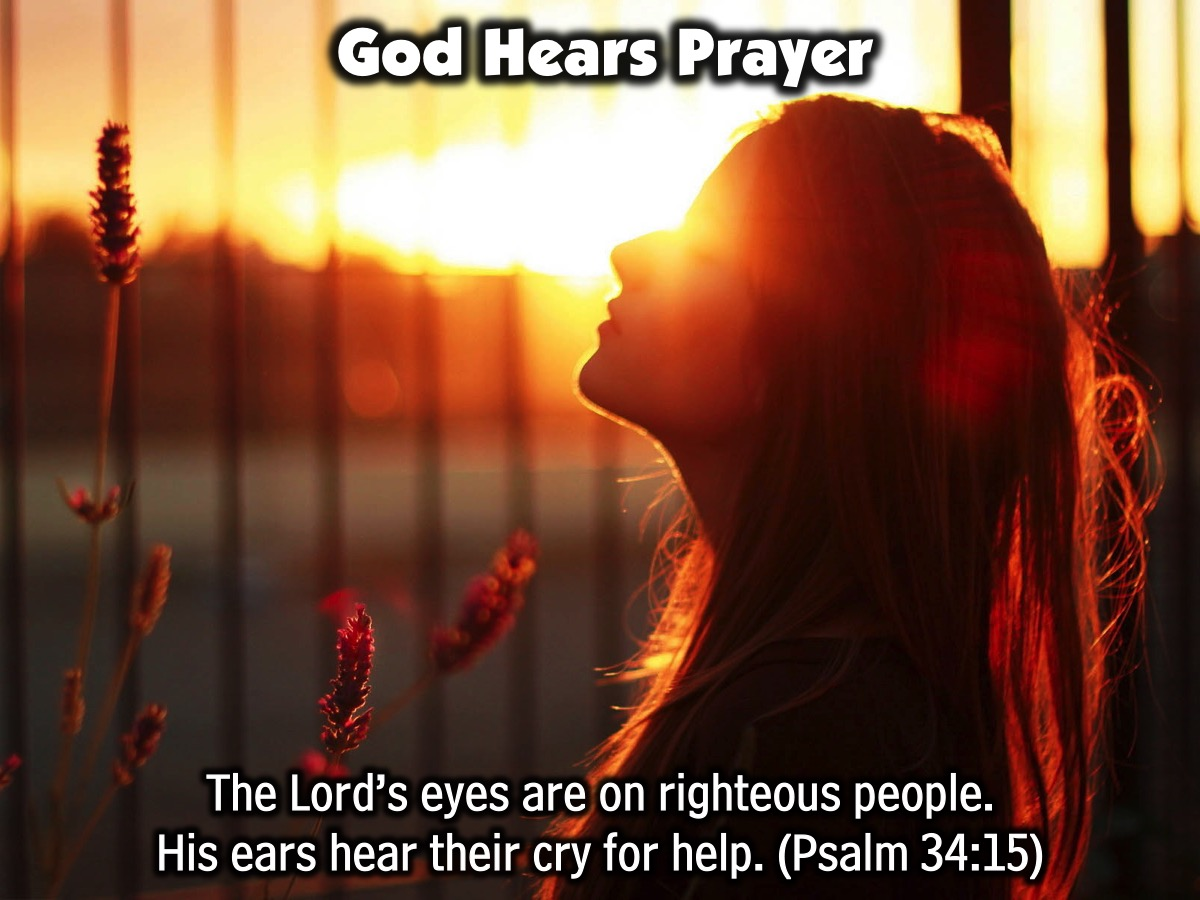 God Hears Prayer
The Lord’s eyes are on righteous people.
His ears hear their cry for help. (Psalm 34:15)